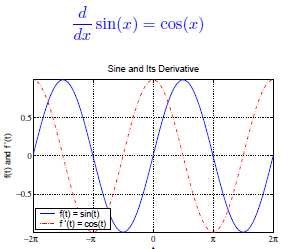 d/dx sin(x) = cos(x)
Sine and Its Derivative
f(t) and f'(t)
0.5
0
−0.5
f(t) = sin(t)
f'(t) = cos(t)
−2π −π 0 π 2π